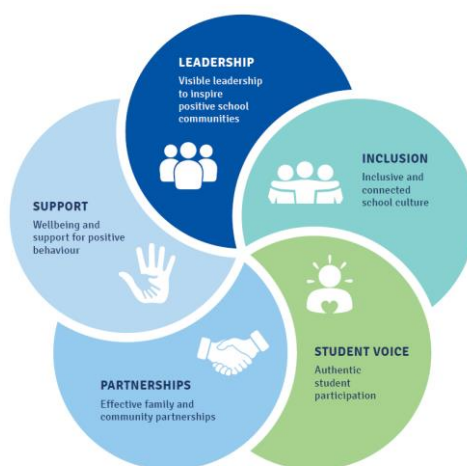 LEADERSHIP
Visible leadership
to inspire
positive school
communities
INCLUSION
Inclusive and
connected
school culture
STUDENT VOICE
Authentic
student
participation
PARTNERSHIPS
Effective family and
community partnerships
SUPPORT
Wellbeing and
support for positive
behaviour